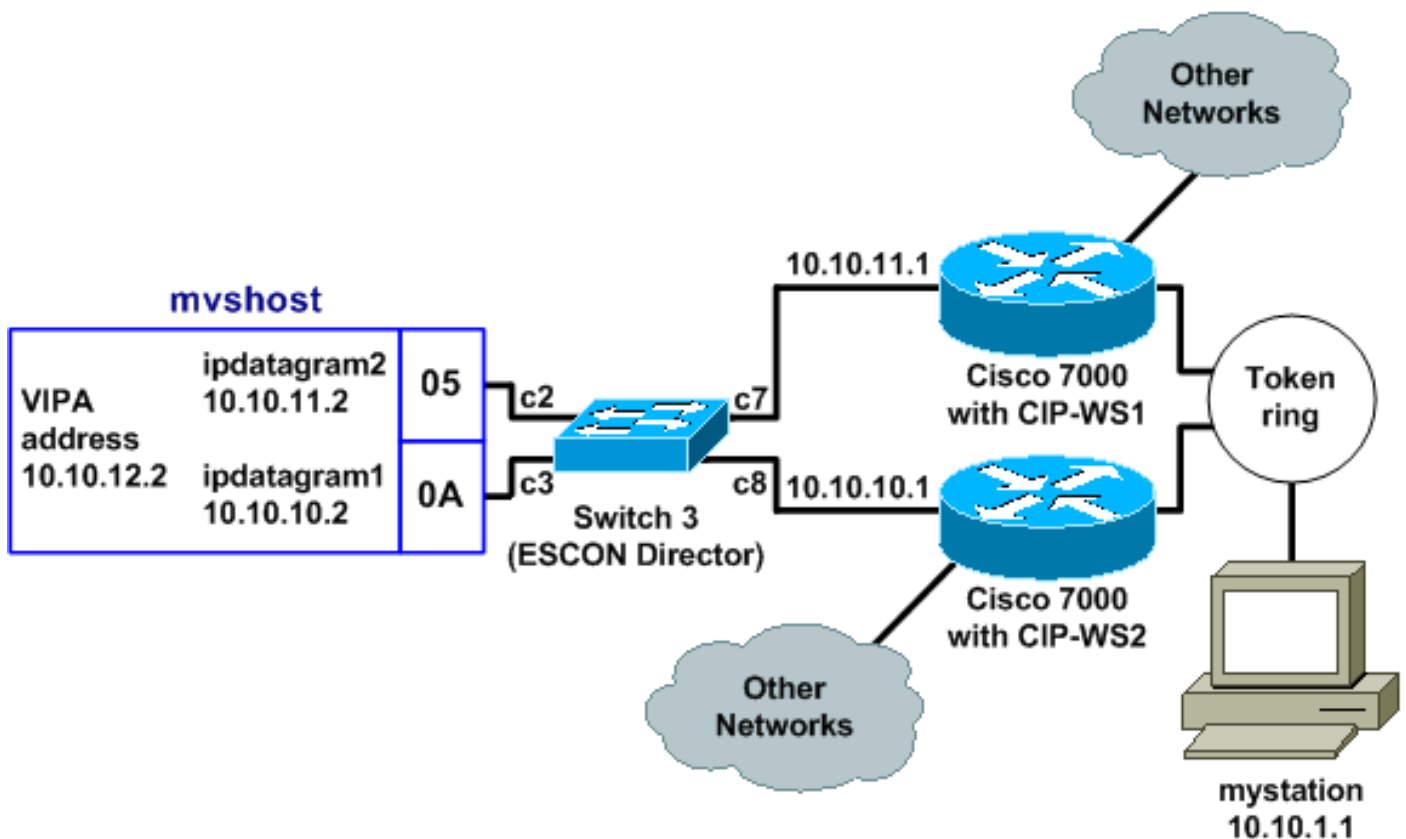 Other
Networks
mvshost
VIPA
address
10.10.12.2
ipdatagram2
10.10.11.2
05
ipdatagram1
10.10.10.2
0A
c2
c3
c7
c8
Switch 3
(ESCON Director)
10.10.11.1
Cisco 7000
with CIP-WS1
10.10.10.1
Cisco 7000
with CIP-WS2
Token
ring
Other
Networks
mystation
10.10.1.1